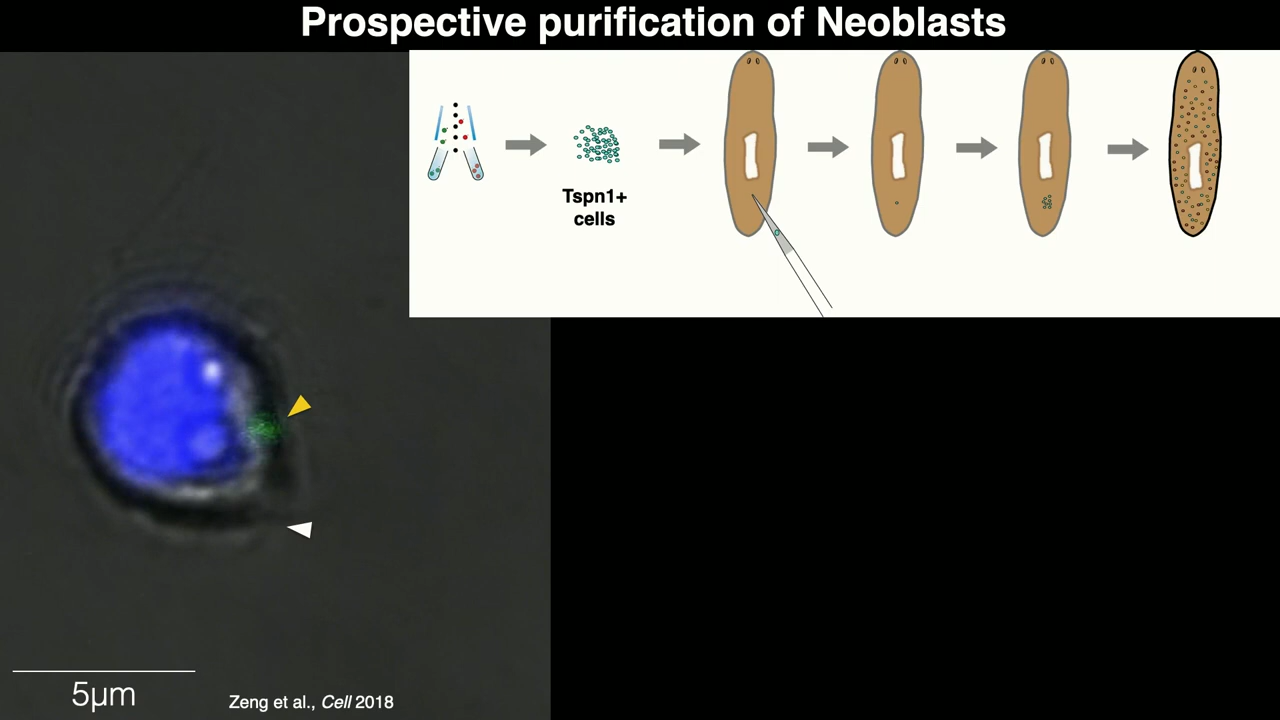 Prospective purification of Neoblasts
Tspn1+
cells
5μm
Zeng et al., Cell 2018